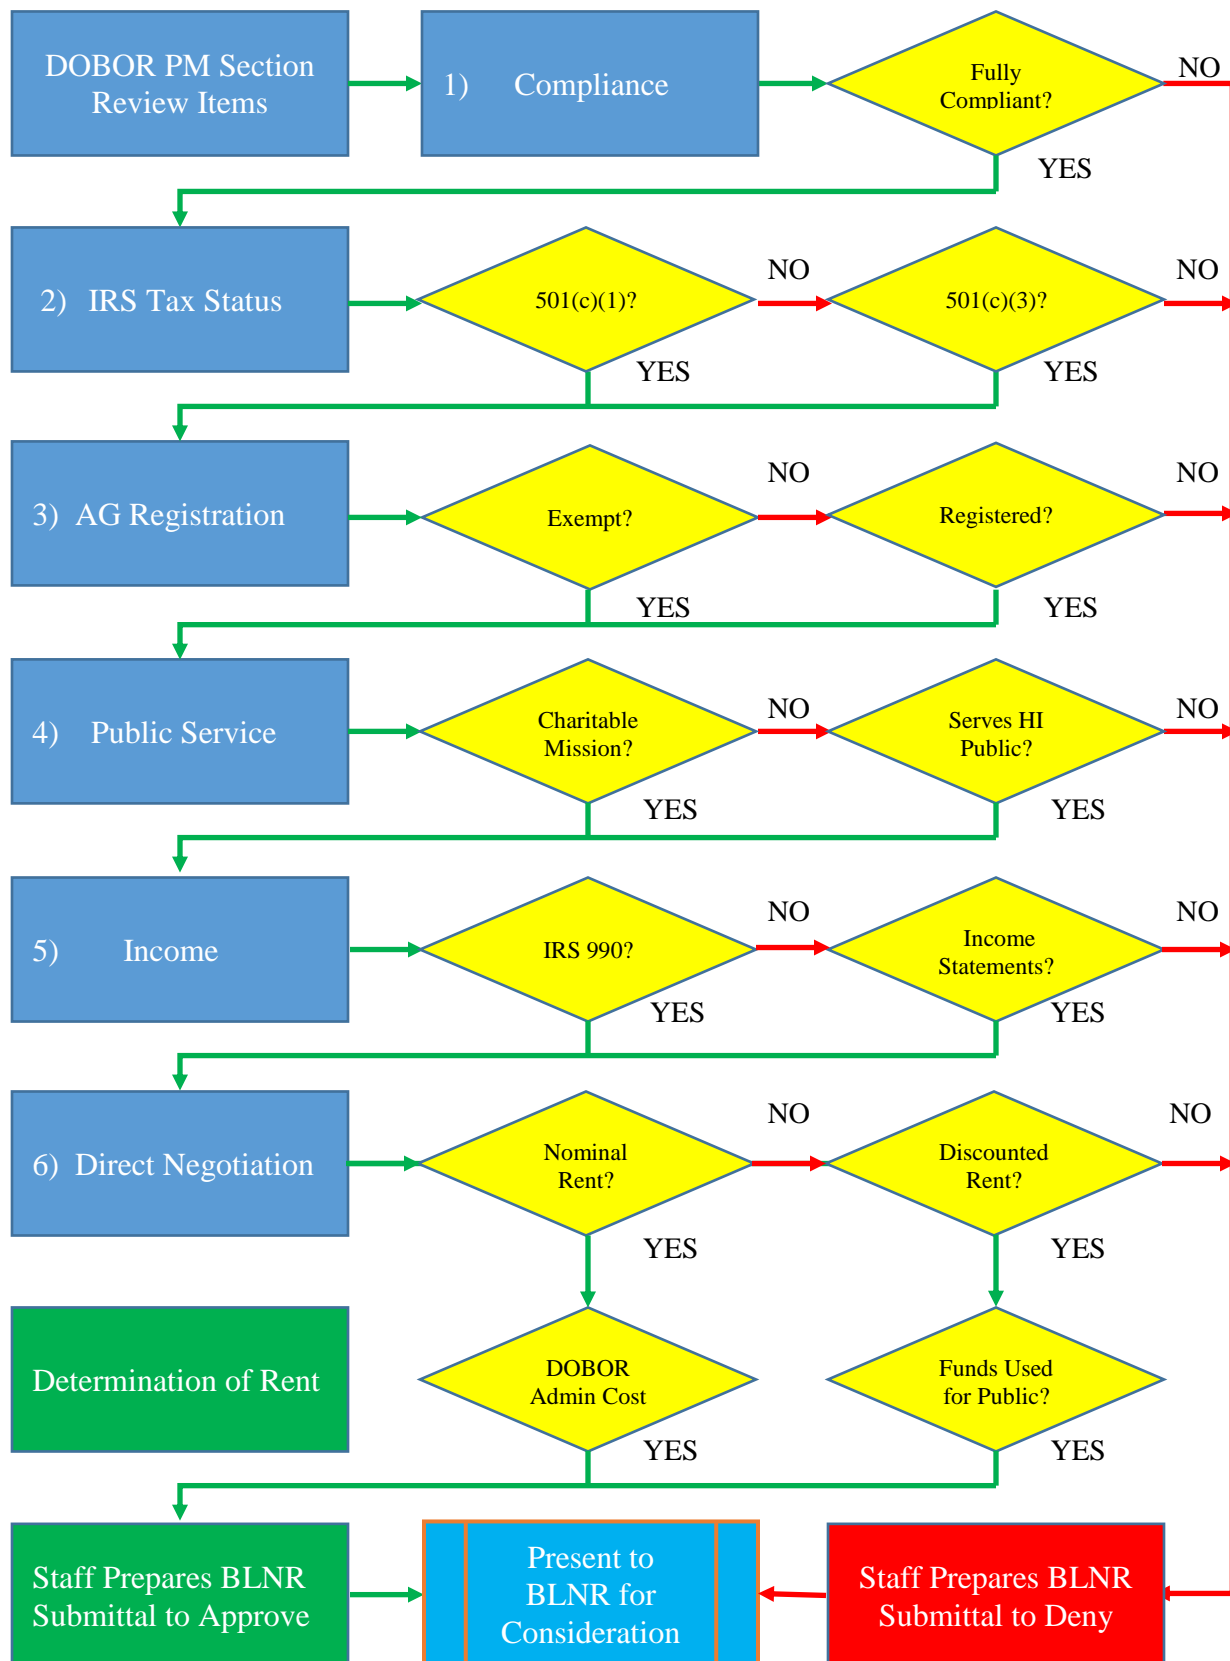 DOBOR PM Section
Review Items
1) Compliance
Fully
Compliant?
NO
YES
2) IRS Tax Status
501(c)(1)?
NO
501(c)(3)?
NO
YES
YES
3) AG Registration
Exempt?
NO
Registered?
NO
YES
YES
4) Public Service
Charitable
Mission?
NO
Serves HI
Public?
NO
YES
YES
5) Income
IRS 990?
NO
Income
Statements?
NO
YES
YES
6) Direct Negotiation
Nominal
Rent?
NO
Discounted
Rent?
NO
YES
YES
Determination of Rent
DOBOR
Admin Cost
Funds Used
for Public?
YES
YES
Staff Prepares BLNR
Submittal to Approve
Present to
BLNR for
Consideration
Staff Prepares BLNR
Submittal to Deny